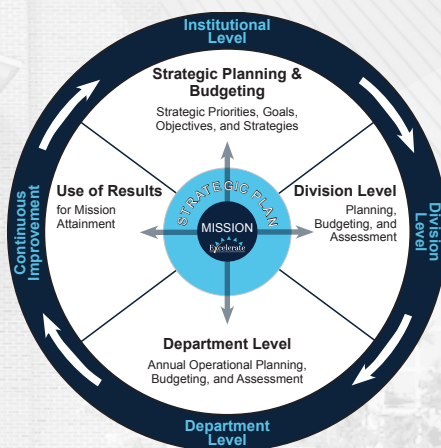 Institutional
Level
Strategic Planning &
Budgeting
Strategic Priorities, Goals,
Objectives, and Strategies
Use of Results
for Mission
Attainment
STRATEGIC PLAN
MISSION
Excelerate
Division Level
Planning,
Budgeting, and
Assessment
Department Level
Annual Operational Planning,
Budgeting, and Assessment
Continuous
Improvement
Division
Level
Department
Level